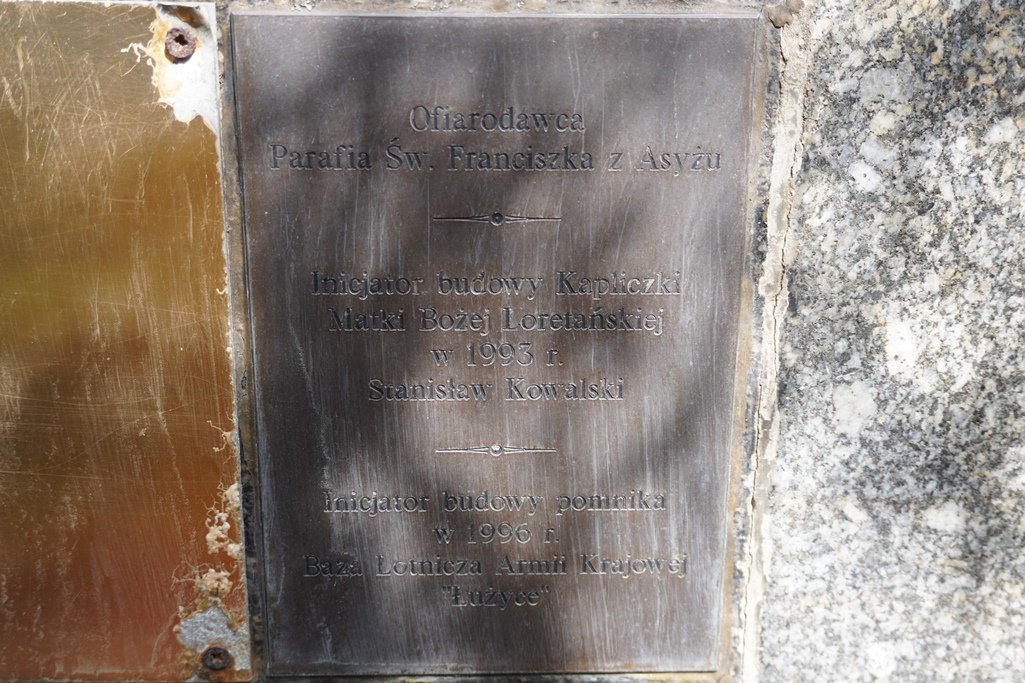 Ofiarodawca
Parafia Św. Franciszka z Asyżu
Inicjator budowy Kapliczki
Matki Bożej Loretańskiej
w 1993 r.
Stanisław Kowalski
Inicjator budowy pomnika
w 1996 r.
Baza Lotnicza Armii Krajowej
"Łużyce"